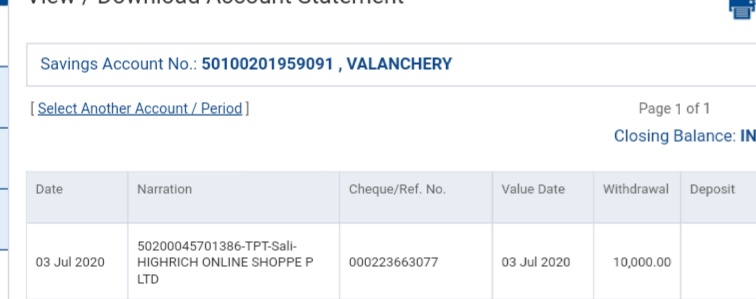 View / Download Account Statement
Savings Account No.: 50100201959091 , VALANCHERY
[ Select Another Account / Period ]
Page 1 of 1
Closing Balance: IN
Date Narration Cheque/Ref. No. Value Date Withdrawal Deposit
50200045701386-TPT-Sali-
03 Jul 2020 HIGHRICH ONLINE SHOPPE P 000223663077 03 Jul 2020 10,000.00
LTD